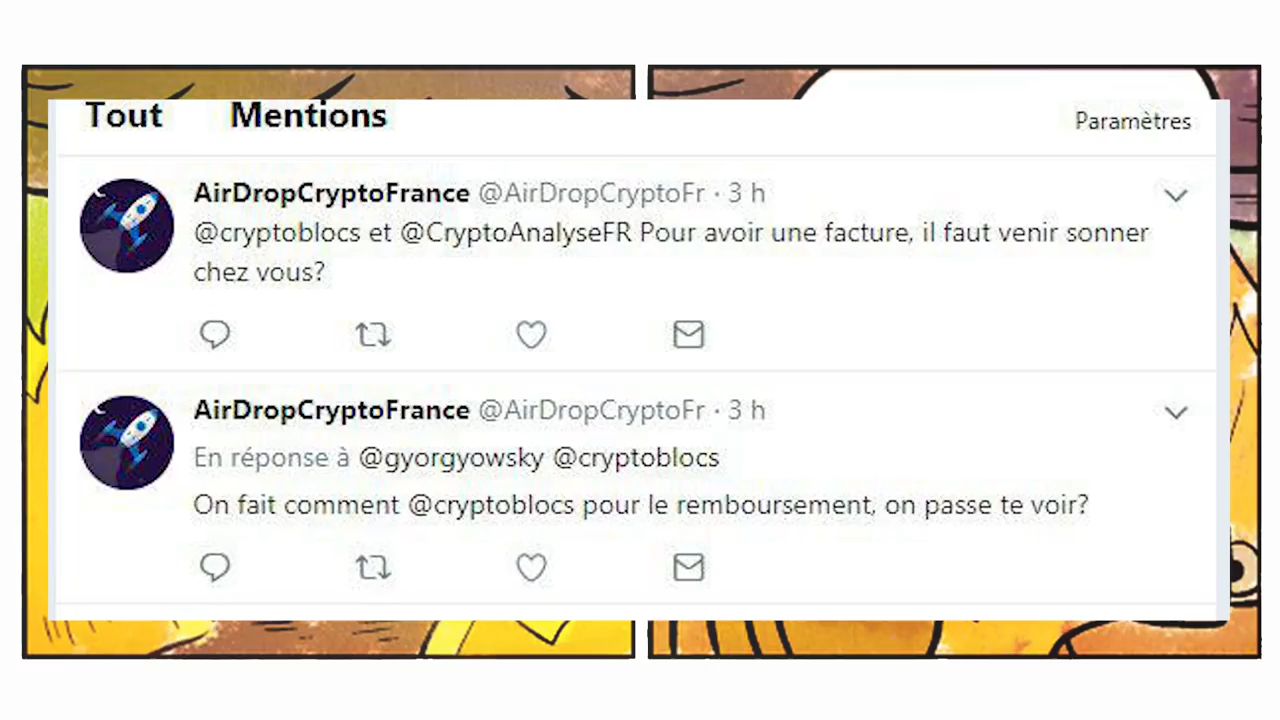 Tout Mentions Paramètres
AirDropCryptoFrance @AirDropCryptoFr · 3 h
@cryptoblocs et @CryptoAnalyseFR Pour avoir une facture, il faut venir sonner
chez vous?
AirDropCryptoFrance @AirDropCryptoFr · 3 h
En réponse à @gyorgyowsky @cryptoblocs
On fait comment @cryptoblocs pour le remboursement, on passe te voir?